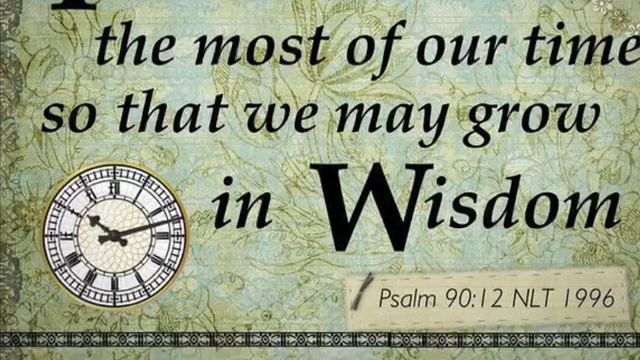 the most of our time
so that we may grow
in Wisdom
Psalm 90:12 NLT 1996